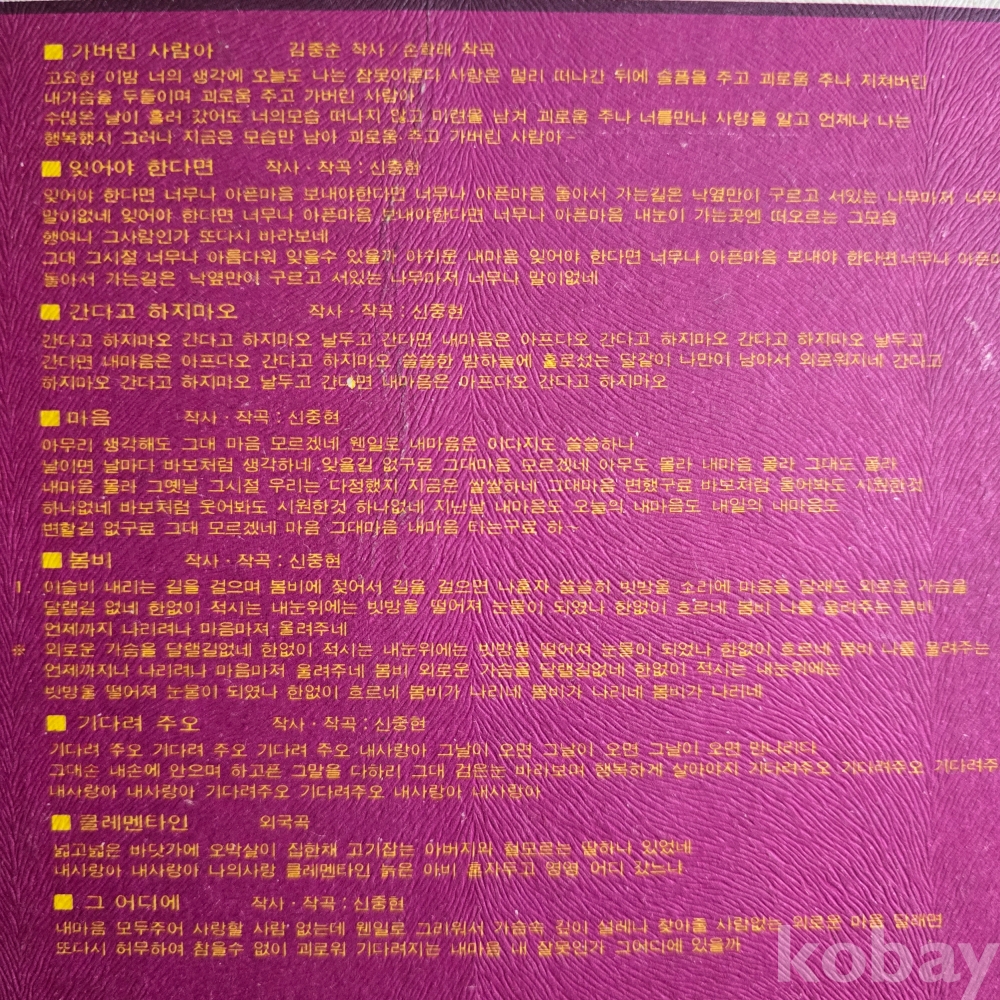 가버린 사람아 김중순 작사 / 손학래 작곡
고요한 이밤 너의 생각에 오늘도 나는 잠못이룬다 사랑은 멀리 떠나간 뒤에 슬픔을 주고 괴로움 주나 지쳐버린
내가슴을 두돌이며 괴로움 주고 가버린 사람아
수많은 날이 흘러 갔어도 너의모습 떠나지 않고 미련을 남겨 괴로움 주나 너를만나 사랑을 알고 언제나 나는
행복했지 그러나 지금은 모습만 남아 괴로움 주고 가버린 사람아~
잊어야 한다면 작사·작곡 : 신중현
잊어야 한다면 너무나 아픈마음 보내야한다면 너무나 아픈마음 돌아서 가는길은 낙옆만이 구르고 서있는 나무마저 너무
말이없네 잊어야 한다면 너무나 아픈마음 보내야한다면 너무나 아픈마음 내눈이 가는곳엔 떠오르는 그모습
행여나 그사람인가 또다시 바라보네
그대 그시절 너무나 아름다워 잊을수 있을까 아쉬운 내마음 잊어야 한다면 너무나 아픈마음 보내야 한다면너무나 아픈마
돌아서 가는길은 낙옆만이 구르고 서있는 나무마저 너무나 말이없네
간다고 하지마오 작사·작곡 : 신중현
간다고 하지마오 간다고 하지마오 날두고 간다면 내마음은 아프다오 간다고 하지마오 간다고 하지마오 날두고
간다면 내마음은 아프다오 간다고 하지마오 쓸쓸한 밤하늘에 홀로섰는 달같이 나만이 남아서 외로워지네 간다고
하지마오 간다고 하지마오 날두고 간다면 내마음은 아프다오 간다고 하지마오
마음 작사·작곡 : 신중현
아무리 생각해도 그대 마음 모르겠네 웬일로 내마음은 이다지도 쓸쓸하나
날이면 날마다 바보처럼 생각하네 잊을길 없구료 그대마음 모르겠네 아무도 몰라 내마음 몰라 그대도 몰라
내마음 몰라 그옛날 그시절 우리는 다정했지 지금은 쌀쌀하네 그대마음 변했구료 바보처럼 울어봐도 시원한것
하나없네 바보처럼 웃어봐도 시원한것 하나없네 지난날 내마음도 오늘의 내마음도 내일의 내마음도
변할길 없구료 그대 모르겠네 마음 그대마음 내마음 타는구료 하~
봄비 작사·작곡 : 신중현
1 이슬비 내리는 길을 걸으며 봄비에 젖어서 길을 걸으면 나혼자 쓸쓸히 빗방울 소리에 마음을 달래도 외로운 가슴을
달랠길 없네 한없이 적시는 내눈위에는 빗방울 떨어져 눈물이 되었나 한없이 흐르네 봄비 나를 울려주는 봄비
언제까지 나리려나 마음마져 울려주네
※ 외로운 가슴을 달랠길없네 한없이 적시는 내눈위에는 빗방울 떨어져 눈물이 되었나 한없이 흐르네 봄비 나를 울려주는
언제까지나 나리려나 마음마저 울려주네 봄비 외로운 가슴을 달랠길없네 한없이 적시는 내눈위에는
빗방울 떨어져 눈물이 되었나 한없이 흐르네 봄비가 나리네 봄비가 나리네 봄비가 나리네
기다려 주오 작사·작곡 : 신중현
기다려 주오 기다려 주오 기다려 주오 내사랑아 그날이 오면 그날이 오면 그날이 오면 만나리다
그대손 내손에 안으며 하고픈 그말을 다하리 그대 검은눈 바라보며 행복하게 살아야지 기다려주오 기다려주오 기다려주
내사랑아 내사랑아 기다려주오 기다려주오 내사랑아 내사랑아
클레멘타인 외국곡
넓고넓은 바닷가에 오막살이 집한채 고기잡는 아버지와 철모르는 딸하나 있었네
내사랑아 내사랑아 나의사랑 클레멘타인 늙은 아비 혼자두고 영영 어디 갔느냐
그 어디에 작사·작곡 : 신중현
내마음 모두주어 사랑할 사람 없는데 웬일로 그리워서 가슴속 깊이 설레나 찾아올 사람없는 외로운 마음 달래면
또다시 허무하여 참을수 없이 괴로워 기다려지는 내마음 내 잘못인가 그어디에 있을까
kobay